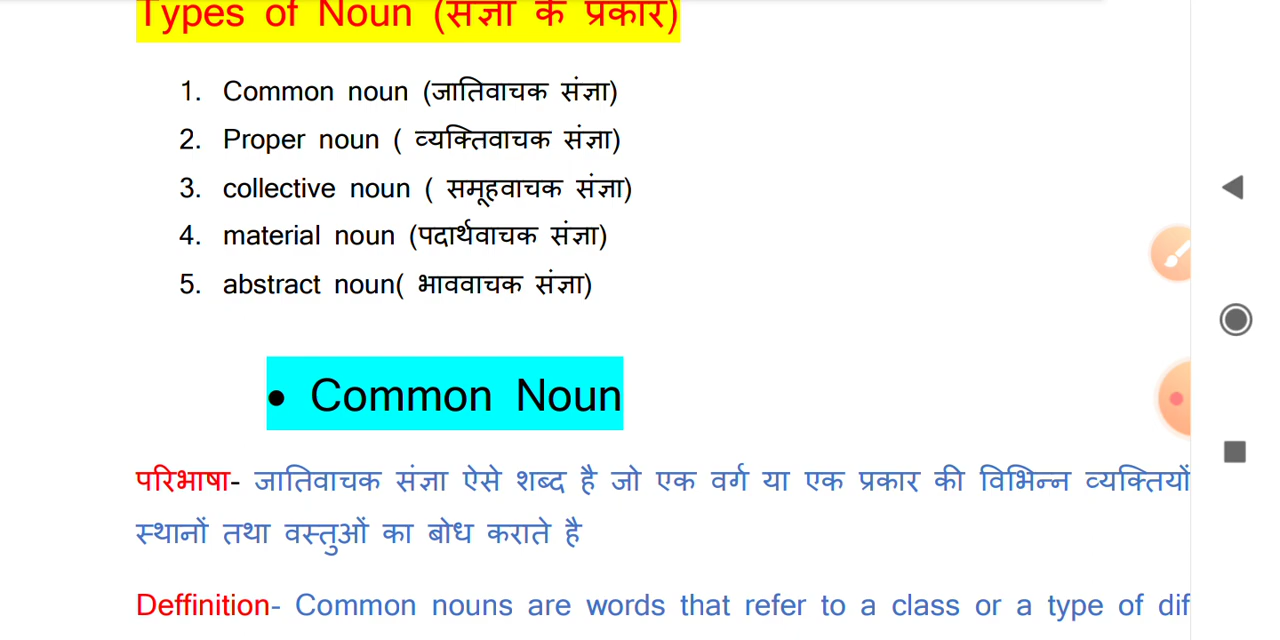 Types of Noun (संज्ञा के प्रकार)
1. Common noun (जातिवाचक संज्ञा)
2. Proper noun ( व्यक्तिवाचक संज्ञा)
3. collective noun ( समूहवाचक संज्ञा)
4. material noun (पदार्थवाचक संज्ञा)
5. abstract noun( भाववाचक संज्ञा)
• Common Noun
परिभाषा- जातिवाचक संज्ञा ऐसे शब्द है जो एक वर्ग या एक प्रकार की विभिन्न व्यक्तियों
स्थानों तथा वस्तुओं का बोध कराते है
Deffinition- Common nouns are words that refer to a class or a type of dif